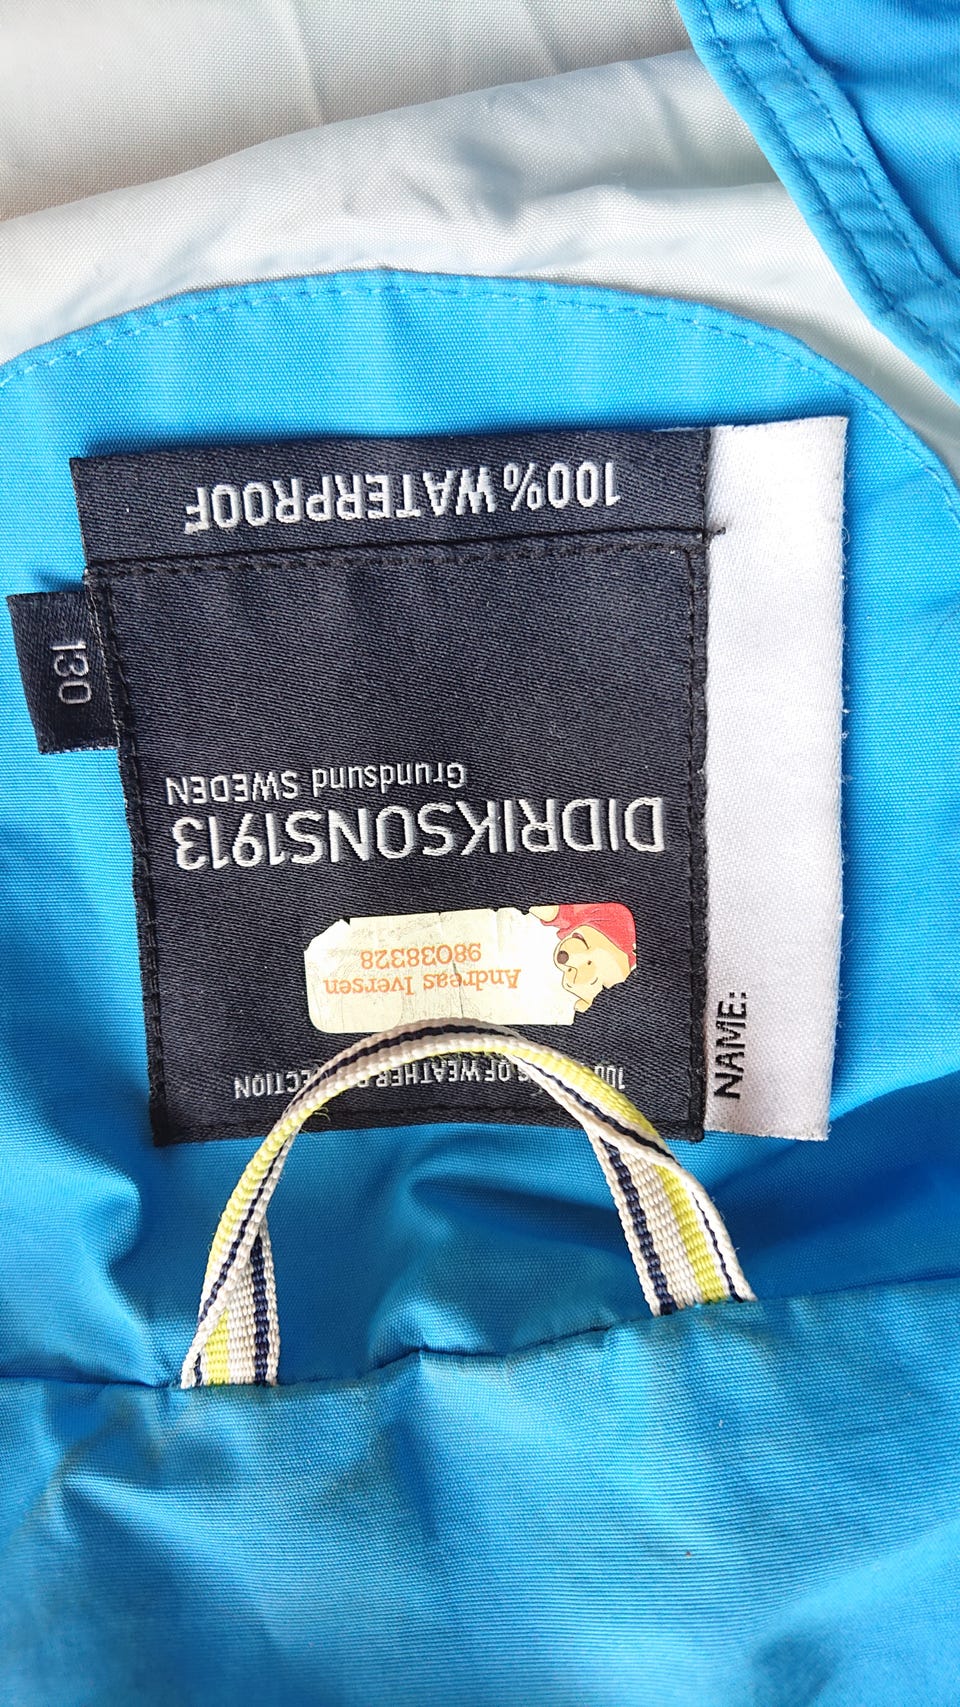 100% WATERPROOF
130
Grundsund SWEDEN
DIDRIKSONS1913
98038328
Andreas Iversen
OF WEATHER
NAME: